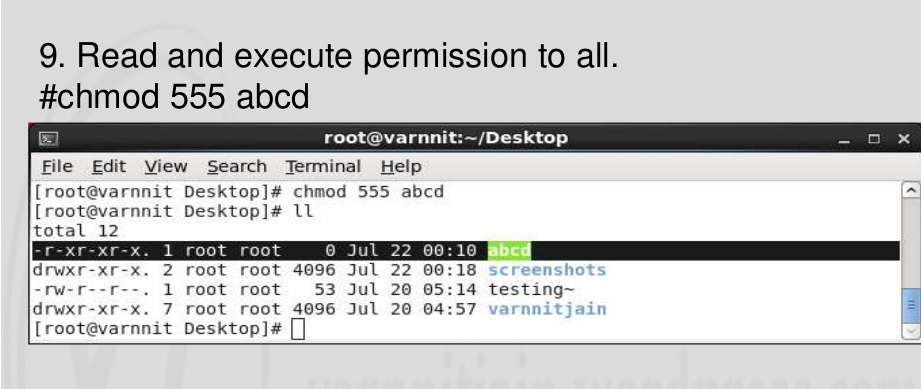 9. Read and execute permission to all.
#chmod 555 abcd
root@varnnit:~/Desktop
File Edit View Search Terminal Help
[root@varnnit Desktop]# chmod 555 abcd
[root@varnnit Desktop]# ll
total 12
-r-xr-xr-x. 1 root root    0 Jul 22 00:10 abcd
drwxr-xr-x. 2 root root 4096 Jul 22 00:18 screenshots
-rw-r--r--. 1 root root   53 Jul 20 05:14 testing~
drwxr-xr-x. 7 root root 4096 Jul 20 04:57 varnnitjain
[root@varnnit Desktop]#